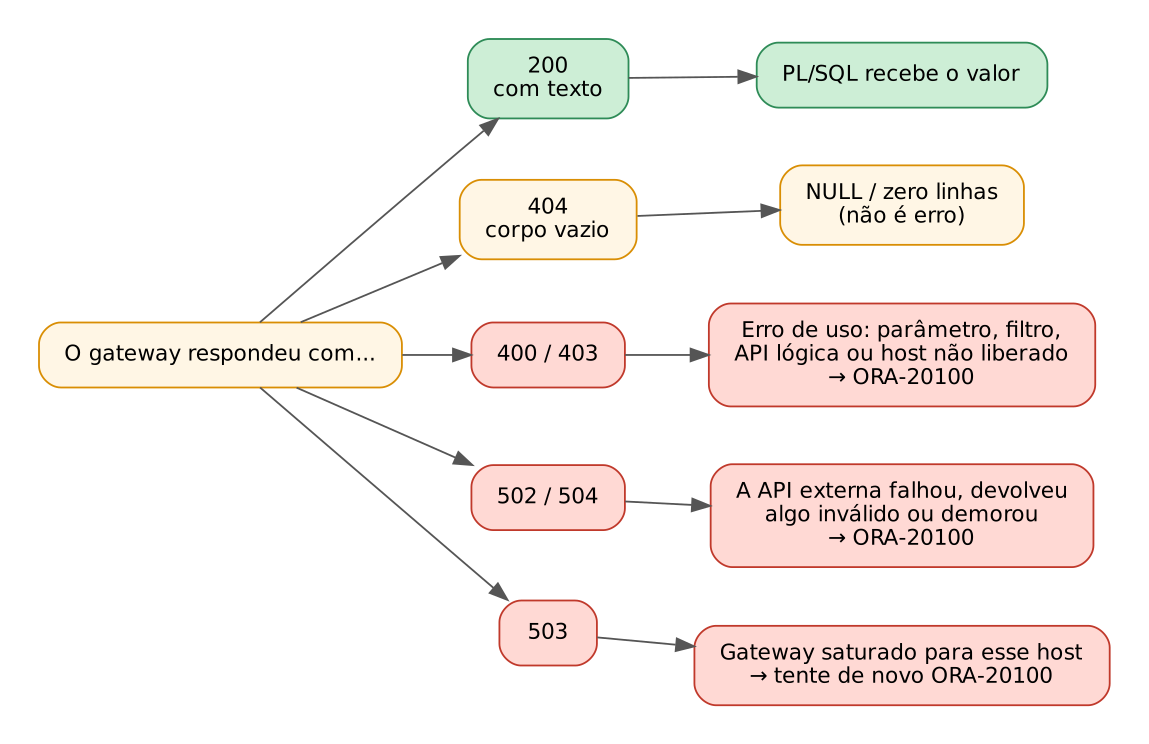 200
com texto
PL/SQL recebe o valor
404
corpo vazio
NULL / zero linhas
(não é erro)
O gateway respondeu com...
400 / 403
Erro de uso: parâmetro, filtro,
API lógica ou host não liberado
→ ORA-20100
502 / 504
A API externa falhou, devolveu
algo inválido ou demorou
→ ORA-20100
503
Gateway saturado para esse host
→ tente de novo ORA-20100